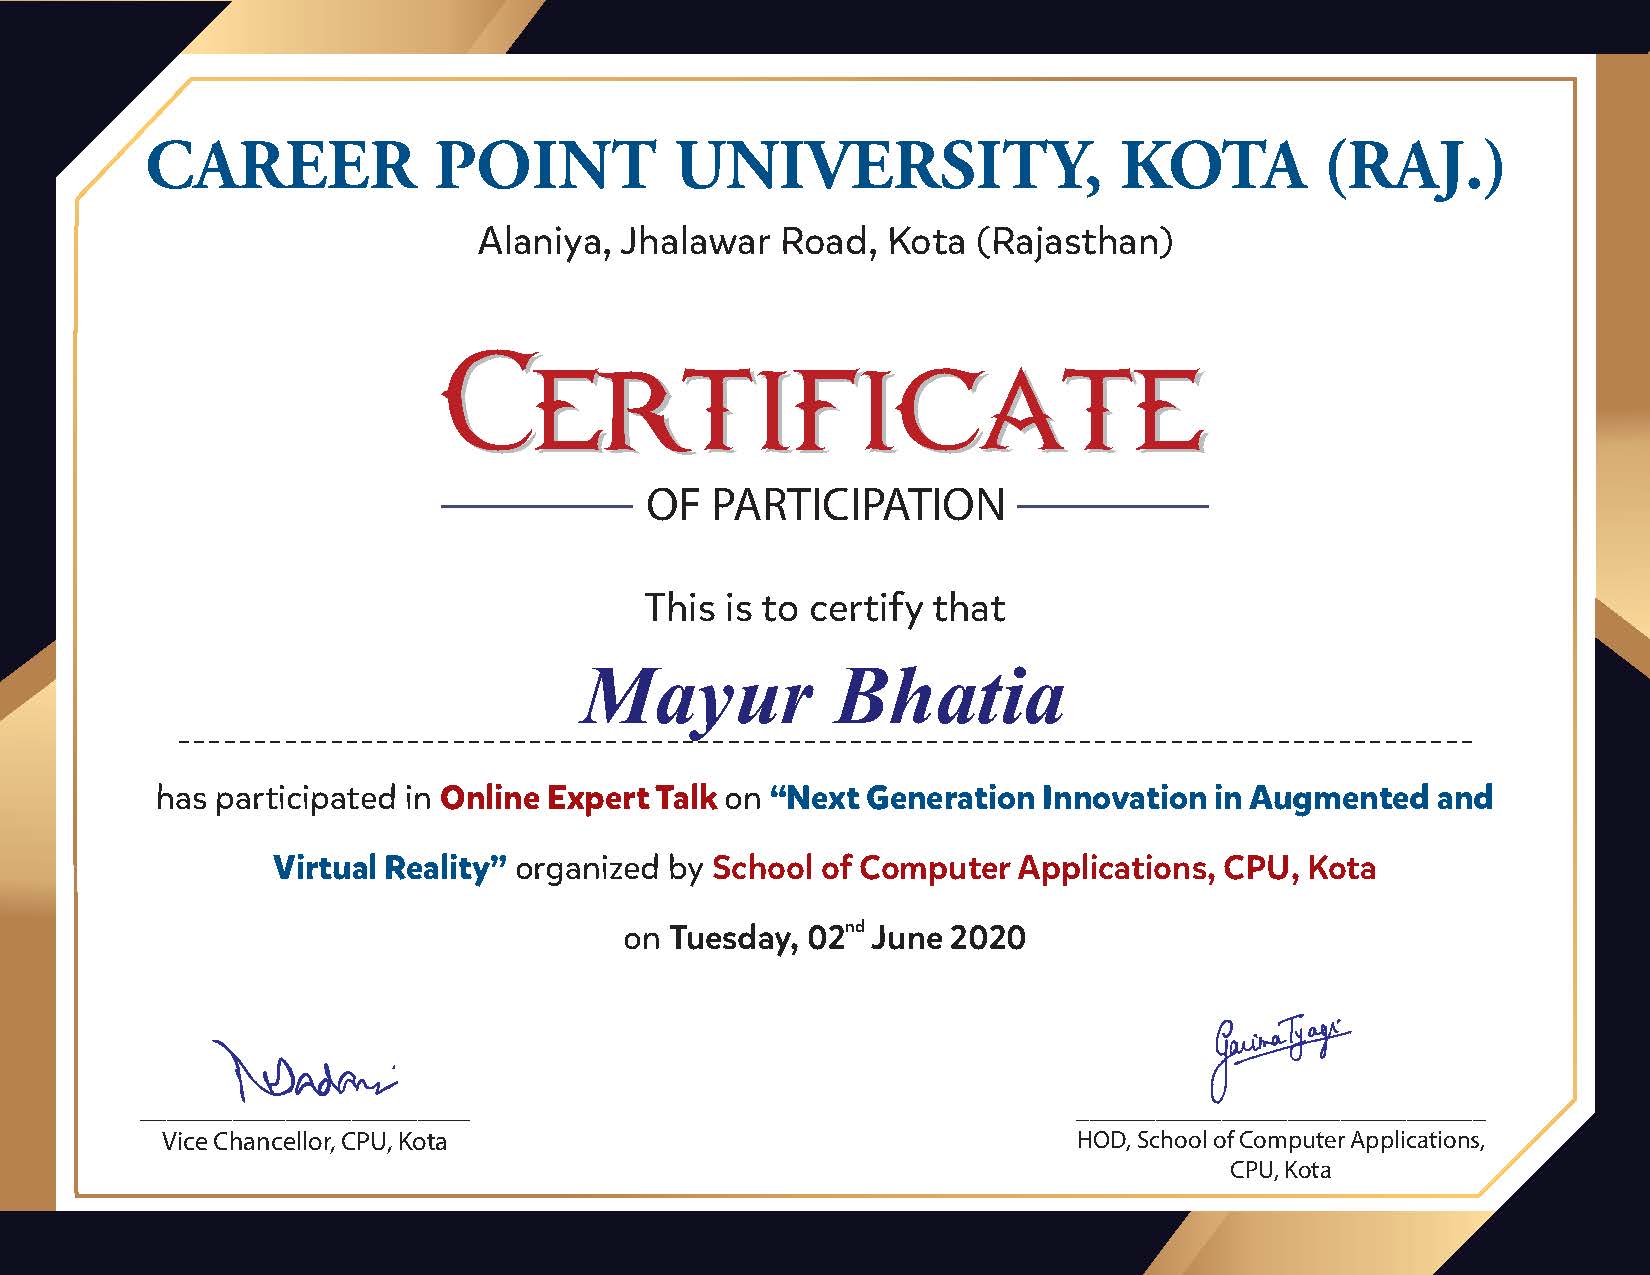 CAREER POINT UNIVERSITY, KOTA (RAJ.)
Alaniya, Jhalawar Road, Kota (Rajasthan)
CERTIFICATE
OF PARTICIPATION
This is to certify that
Mayur Bhatia
has participated in Online Expert Talk on “Next Generation Innovation in Augmented and
Virtual Reality” organized by School of Computer Applications, CPU, Kota
on Tuesday, 02nd June 2020
Garima Tyagi
Vice Chancellor, CPU, Kota
HOD, School of Computer Applications,
CPU, Kota